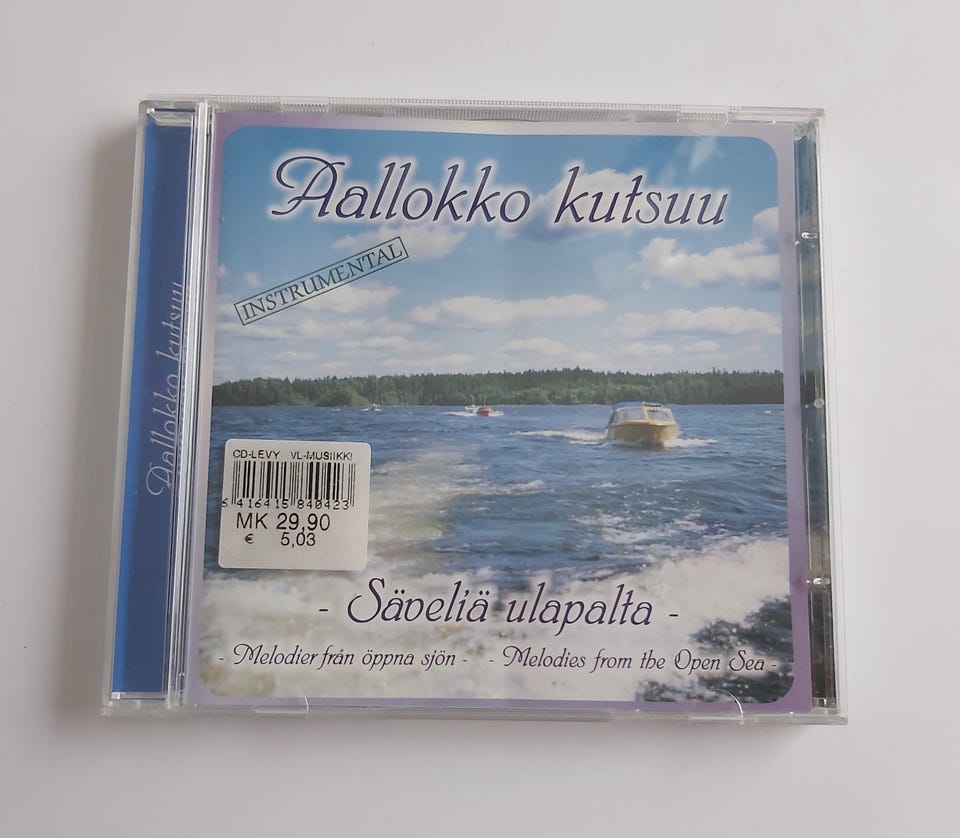 Aallokko kutsuu
INSTRUMENTAL
Aallokko kutsuu
CD-LEVY VL-MUSIIKKI
6 416415 840423
MK 29,90
€ 5,03
- Säveliä ulapalta -
- Melodier från öppna sjön - - Melodies from the Open Sea -